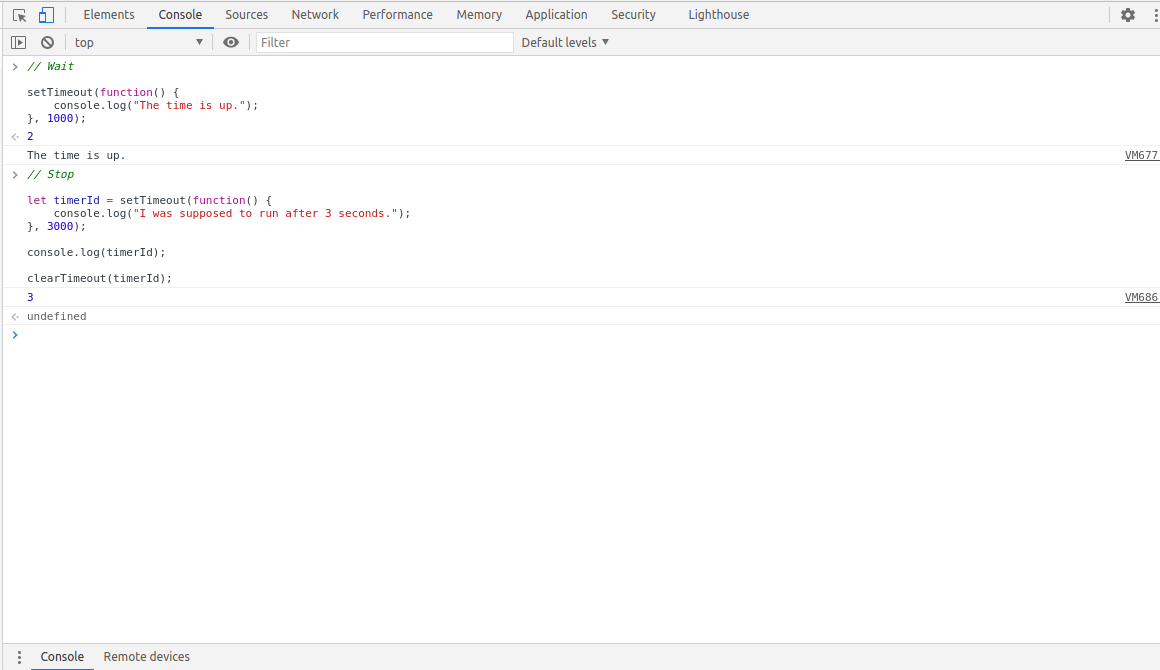 Elements Console Sources Network Performance Memory Application Security Lighthouse
top Filter Default levels
// Wait
setTimeout(function() {
    console.log("The time is up.");
}, 1000);
2
The time is up. VM677
// Stop
let timerId = setTimeout(function() {
    console.log("I was supposed to run after 3 seconds.");
}, 3000);
console.log(timerId);
clearTimeout(timerId);
3 VM686
undefined
Console Remote devices